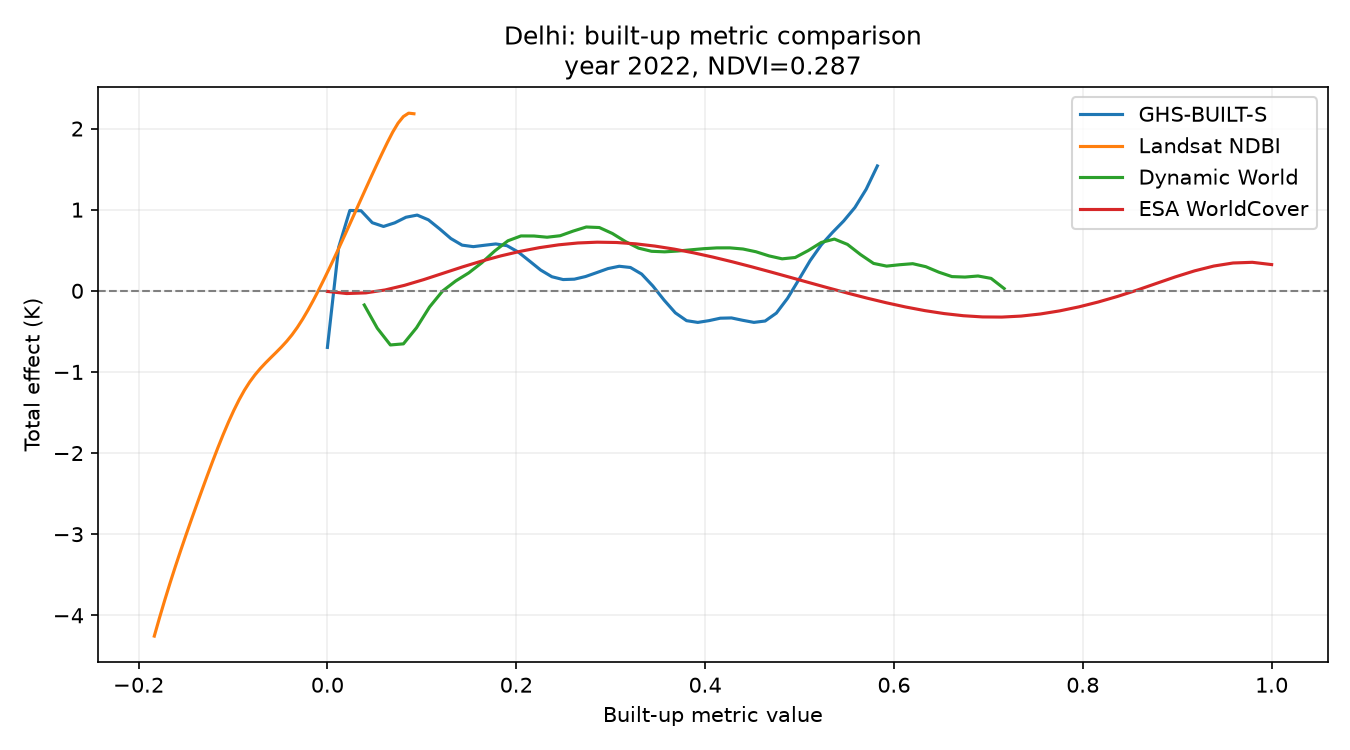 Delhi: built-up metric comparison
year 2022, NDVI=0.287
GHS-BUILT-S
Landsat NDBI
Dynamic World
ESA WorldCover
Total effect (K)
2
1
0
−1
−2
−3
−4
−0.2 0.0 0.2 0.4 0.6 0.8 1.0
Built-up metric value